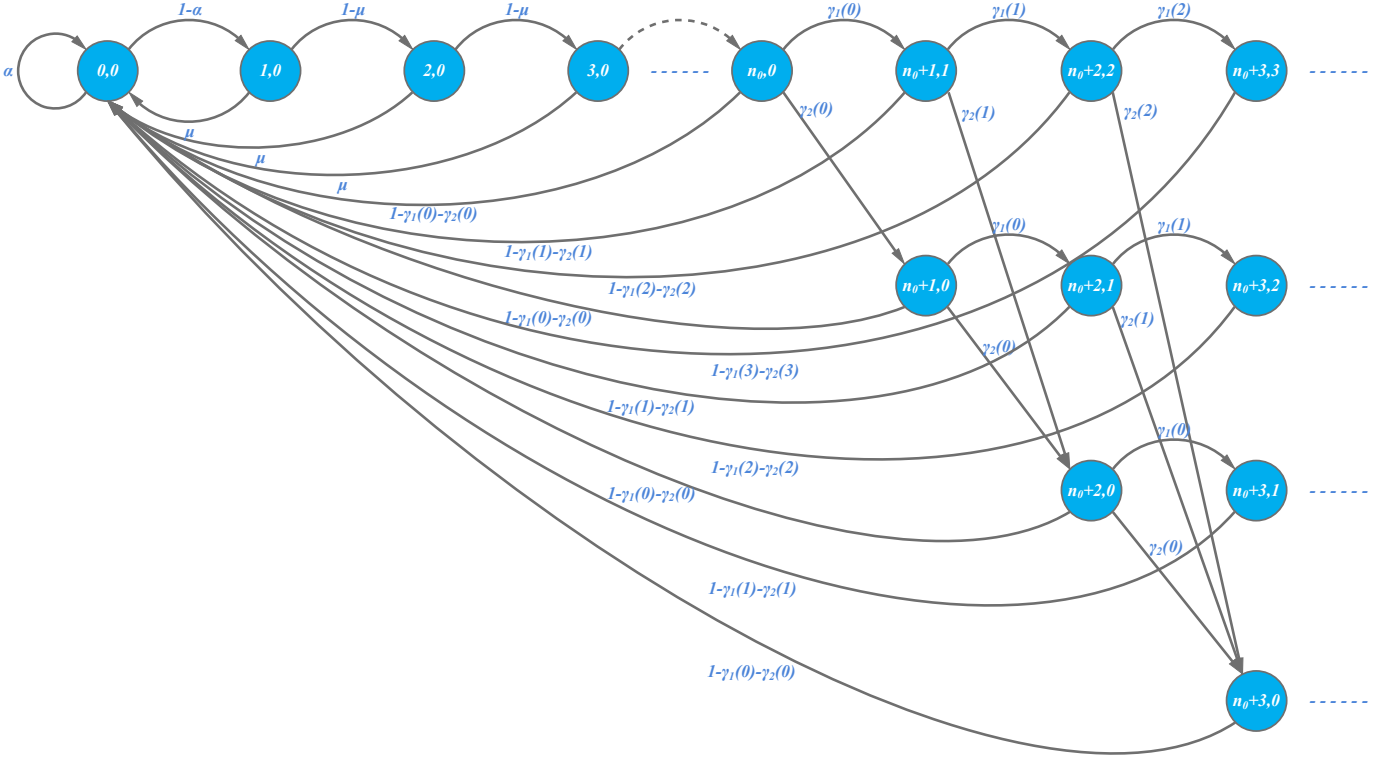 1-α
1-μ
1-μ
γ₁(0)
γ₁(1)
γ₁(2)
α
0,0
1,0
2,0
3,0
------
n₀,0
n₀+1,1
n₀+2,2
n₀+3,3
------
γ₂(0)
γ₂(1)
γ₂(2)
μ
μ
μ
1-γ₁(0)-γ₂(0)
γ₁(0)
γ₁(1)
1-γ₁(1)-γ₂(1)
1-γ₁(2)-γ₂(2)
n₀+1,0
n₀+2,1
n₀+3,2
------
1-γ₁(0)-γ₂(0)
γ₂(1)
γ₂(0)
1-γ₁(3)-γ₂(3)
1-γ₁(1)-γ₂(1)
γ₁(0)
1-γ₁(2)-γ₂(2)
1-γ₁(0)-γ₂(0)
n₀+2,0
n₀+3,1
------
γ₂(0)
1-γ₁(1)-γ₂(1)
1-γ₁(0)-γ₂(0)
n₀+3,0
------